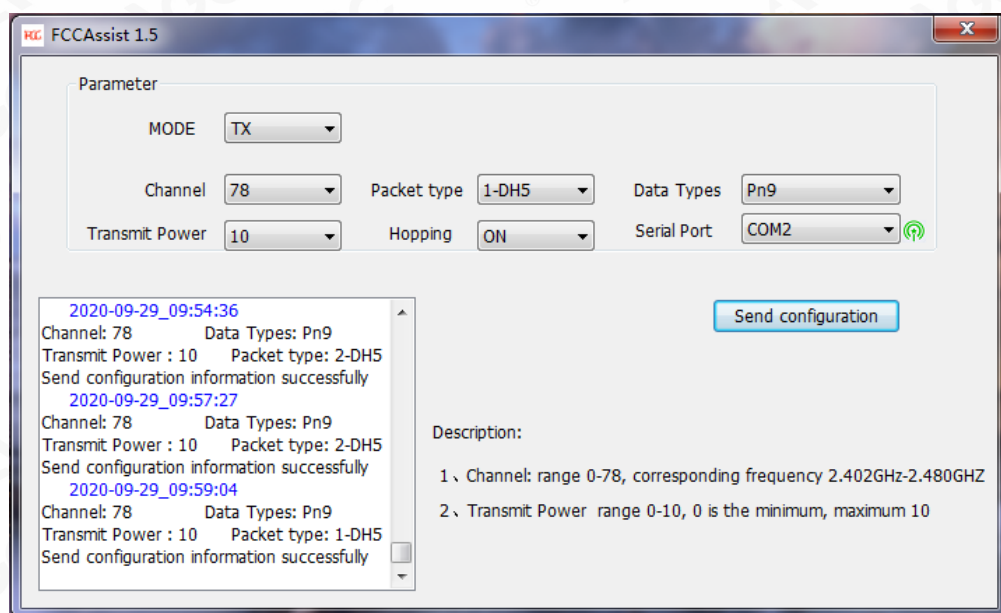 FCC FCCAssist 1.5
Parameter
MODE TX
Channel 78 Packet type 1-DH5 Data Types Pn9
Transmit Power 10 Hopping ON Serial Port COM2
2020-09-29_09:54:36
Channel: 78 Data Types: Pn9
Transmit Power : 10 Packet type: 2-DH5
Send configuration information successfully
2020-09-29_09:57:27
Channel: 78 Data Types: Pn9
Transmit Power : 10 Packet type: 2-DH5
Send configuration information successfully
2020-09-29_09:59:04
Channel: 78 Data Types: Pn9
Transmit Power : 10 Packet type: 1-DH5
Send configuration information successfully
Send configuration
Description:
1、Channel: range 0-78, corresponding frequency 2.402GHz-2.480GHZ
2、Transmit Power range 0-10, 0 is the minimum, maximum 10